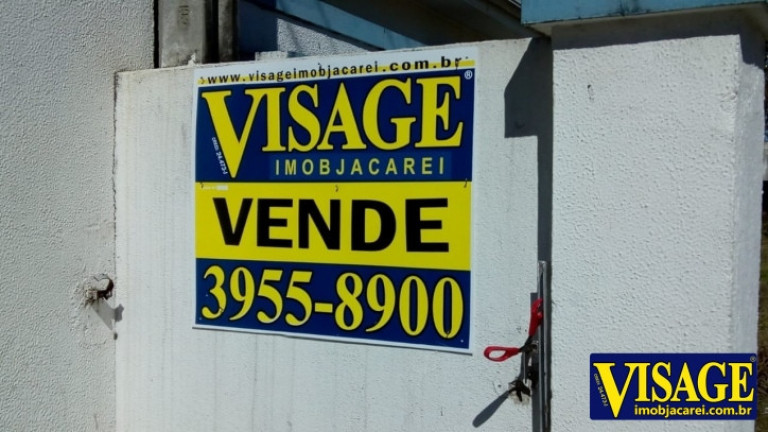 www.visageimobjacarei.com.br
VISAGE®
IMOBJACAREI
VENDE
3955-8900
VISAGE®
imobjacarei.com.br